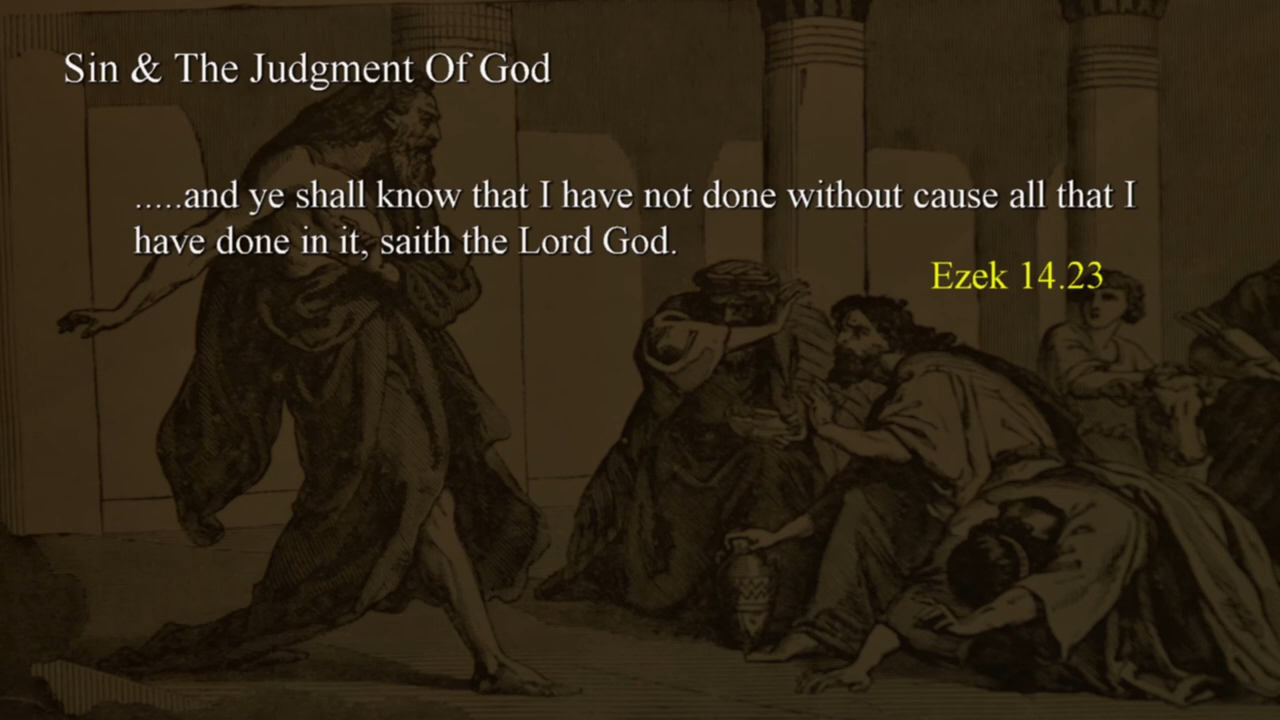 Sin & The Judgment Of God
.....and ye shall know that I have not done without cause all that I
have done in it, saith the Lord God.
Ezek 14.23